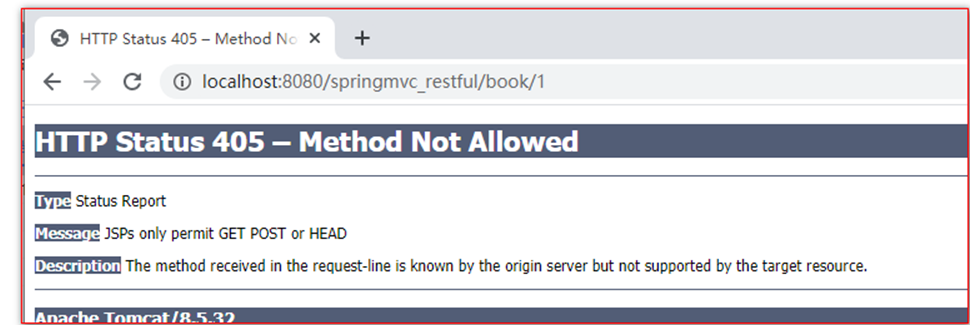 HTTP Status 405 – Method No
localhost:8080/springmvc_restful/book/1
HTTP Status 405 – Method Not Allowed
Type Status Report
Message JSPs only permit GET POST or HEAD
Description The method received in the request-line is known by the origin server but not supported by the target resource.
Apache Tomcat/8.5.32